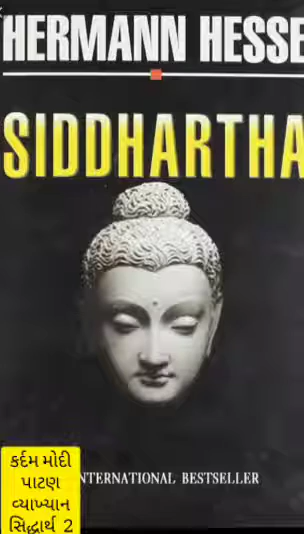 HERMANN HESSE
SIDDHARTHA
INTERNATIONAL BESTSELLER
કર્દમ મોદી
પાટણ
વ્યાખ્યાન
સિદ્ધાર્થ 2